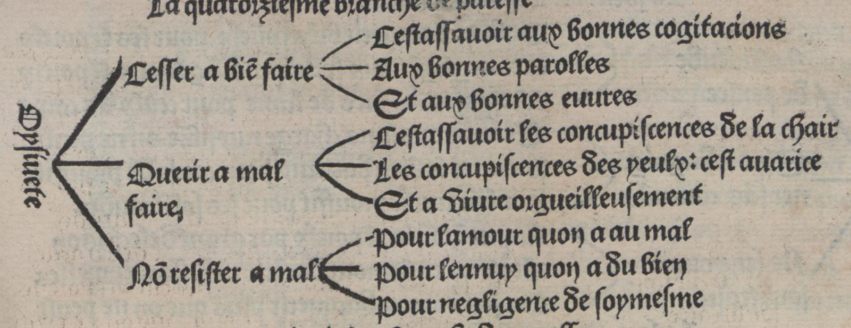 La quatorziesme branche de paresse
Oysiuete
Cesser a biē faire
Cestassauoir aux bonnes cogitacions
Aux bonnes parolles
Et aux bonnes euures
Querir a mal
faire,
Cestassauoir les concupiscences de la chair
Les concupiscences des yeulx: cest auarice
Et a viure orgueilleusement
Nō resister a mal
Pour lamour quon a au mal
Pour lennuy quon a du bien
Pour negligence de soymesme